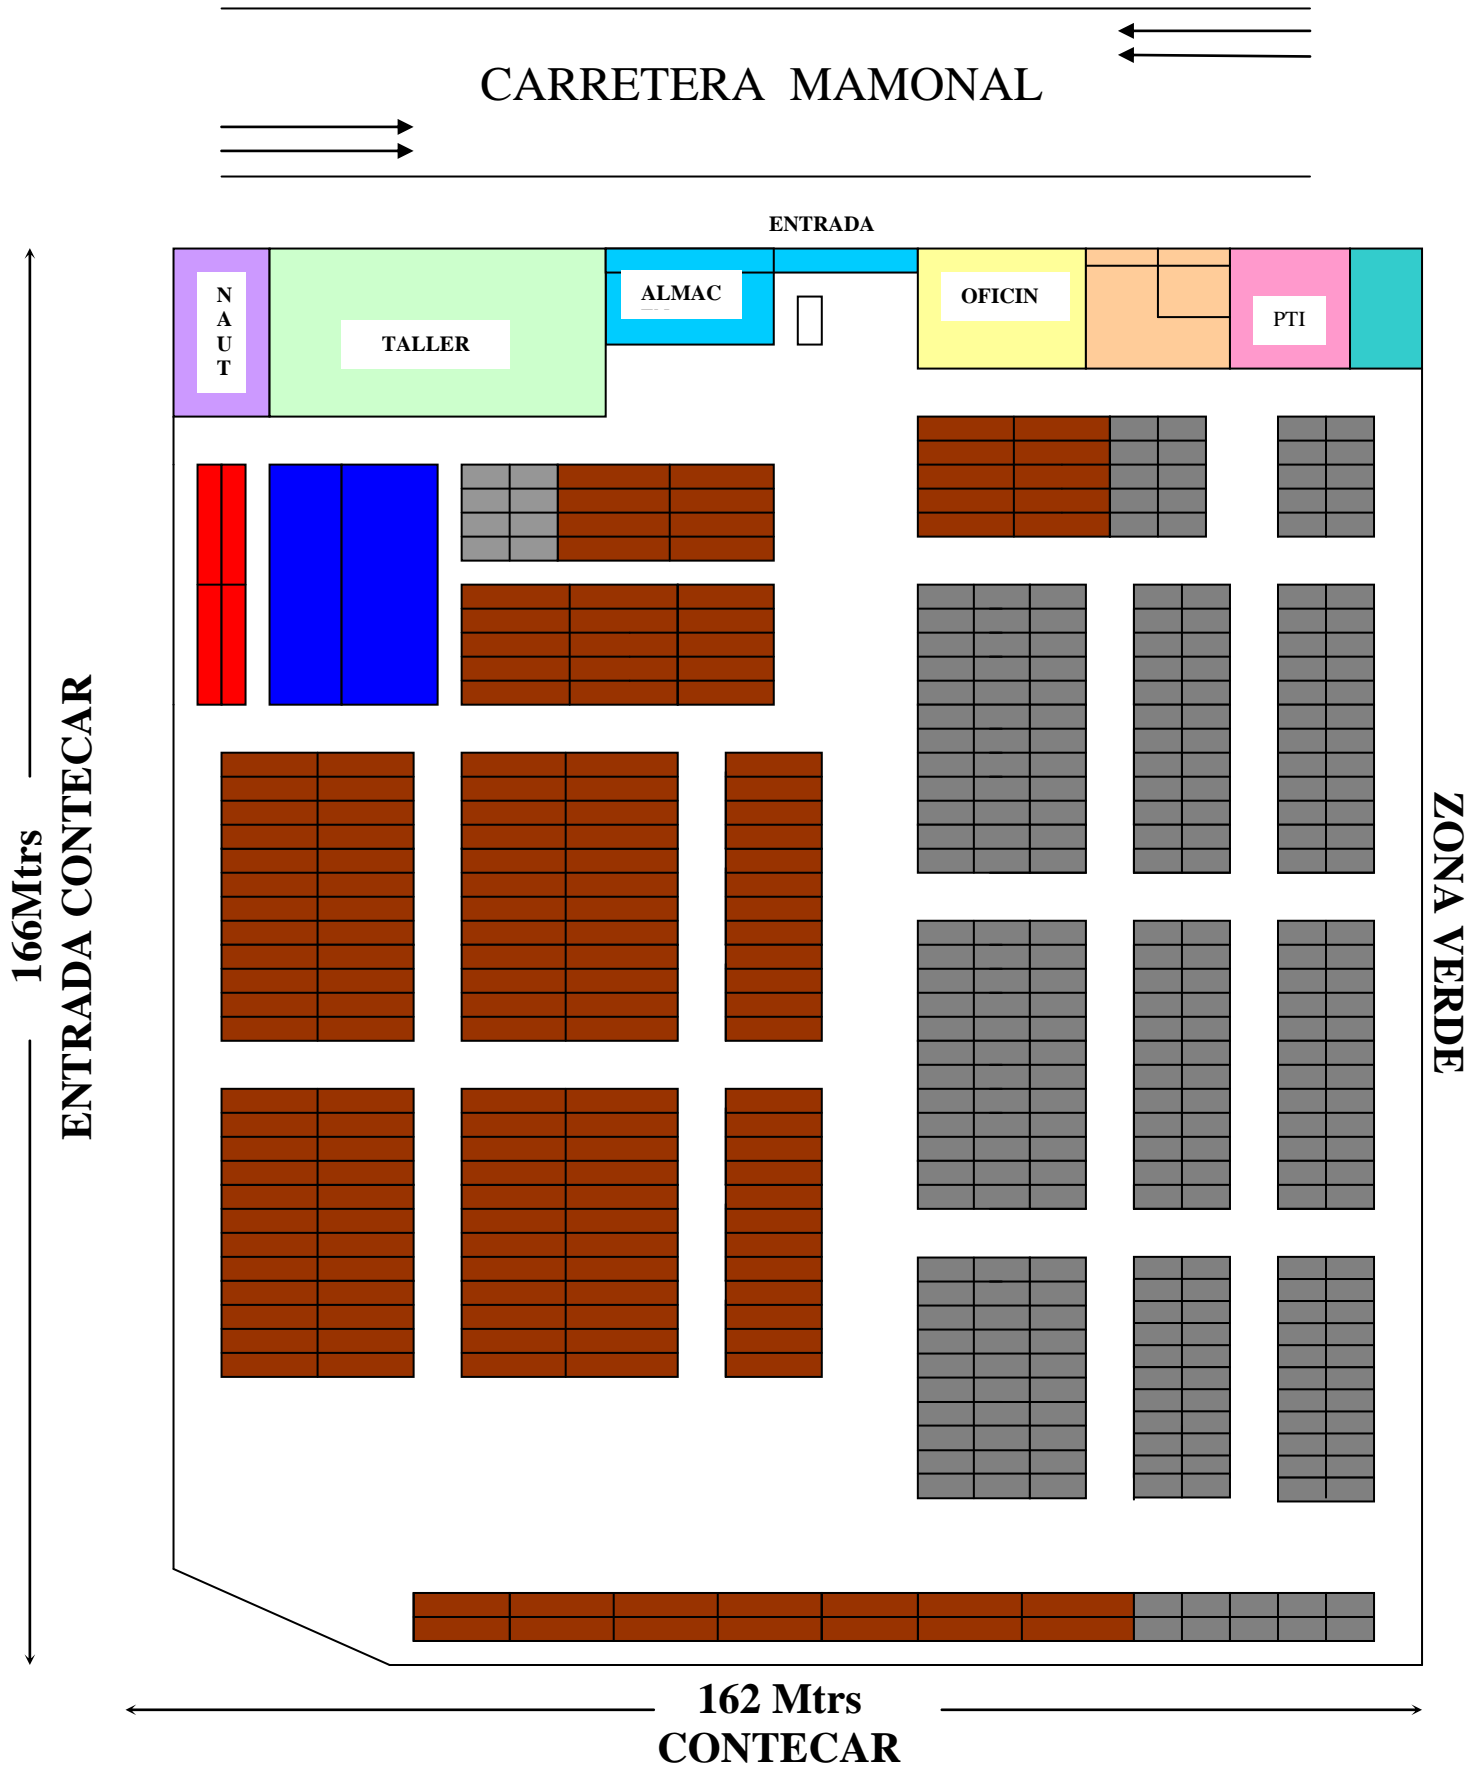 CARRETERA MAMONAL
ENTRADA
N
A
U
T
TALLER
ALMAC
OFICIN
PTI
166Mtrs
ENTRADA CONTECAR
ZONA VERDE
162 Mtrs
CONTECAR